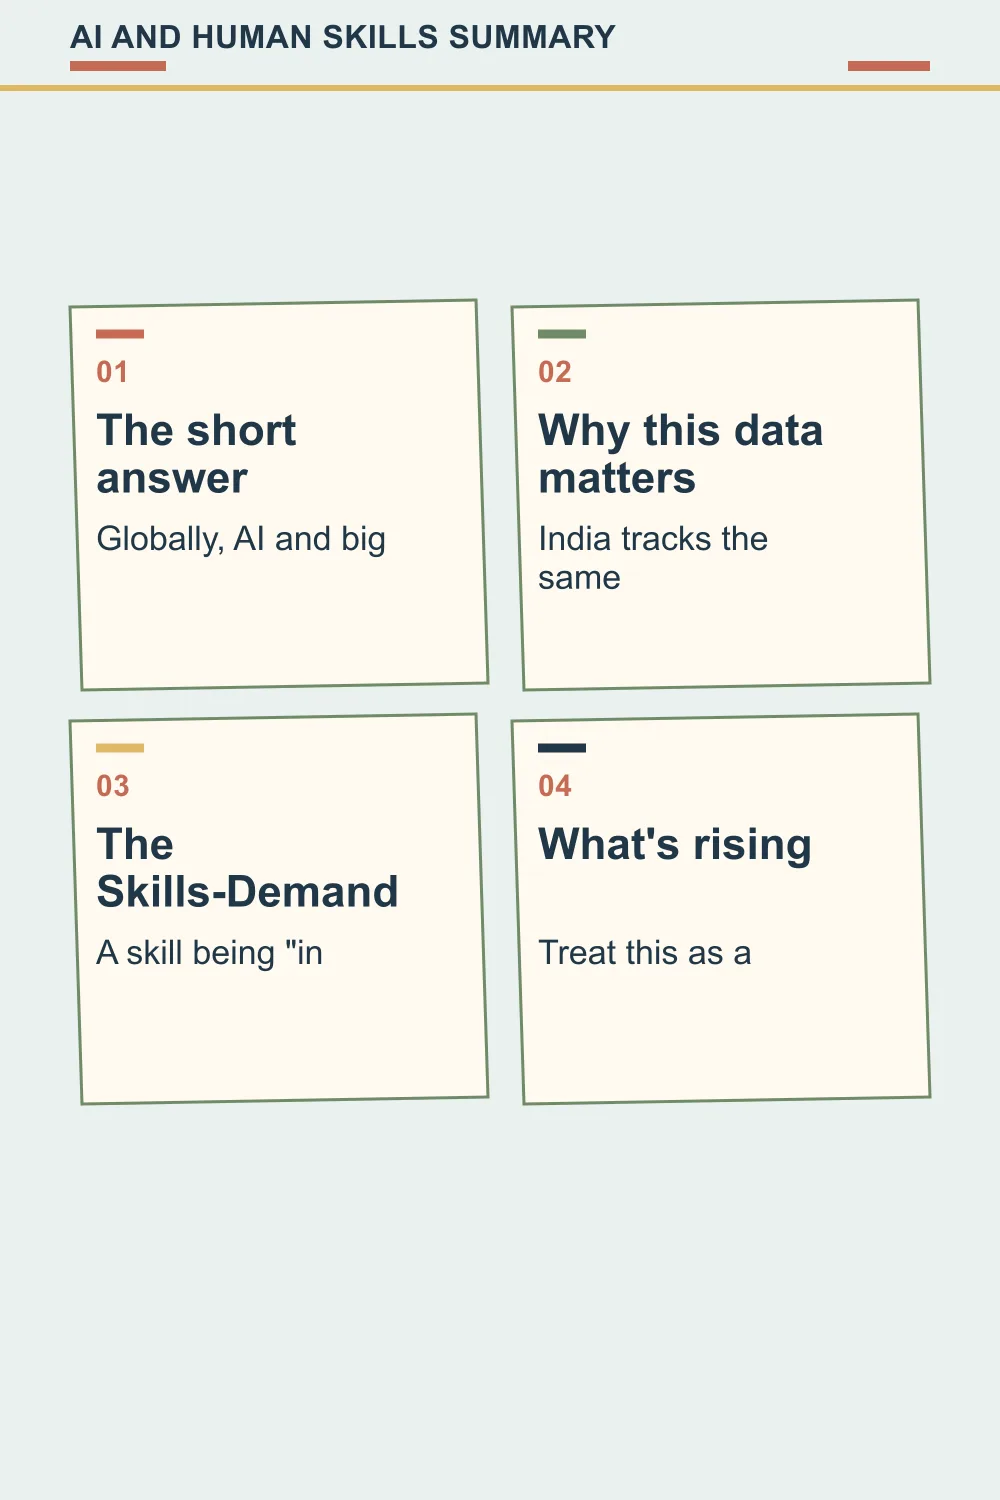 AI AND HUMAN SKILLS SUMMARY
01
The short
answer
Globally, AI and big
02
Why this data
matters
India tracks the
same
03
The
Skills-Demand
A skill being "in
04
What's rising
Treat this as a